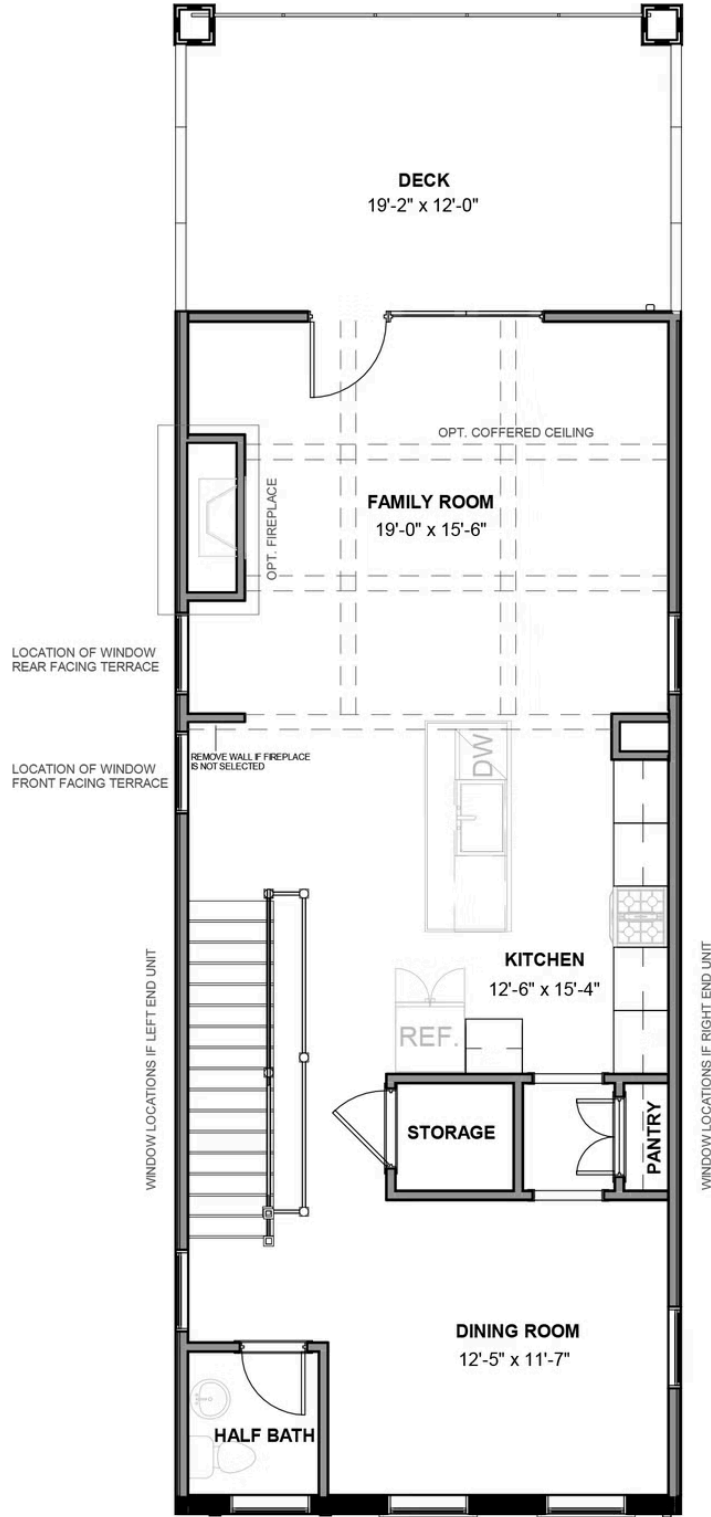 DECK
19'-2" x 12'-0"
OPT. COFFERED CEILING
FAMILY ROOM
19'-0" x 15'-6"
OPT. FIREPLACE
LOCATION OF WINDOW
REAR FACING TERRACE
LOCATION OF WINDOW
FRONT FACING TERRACE
REMOVE WALL IF FIREPLACE
IS NOT SELECTED
DW
KITCHEN
12'-6" x 15'-4"
REF.
WINDOW LOCATIONS IF LEFT END UNIT
WINDOW LOCATIONS IF RIGHT END UNIT
STORAGE
PANTRY
DINING ROOM
12'-5" x 11'-7"
HALF BATH